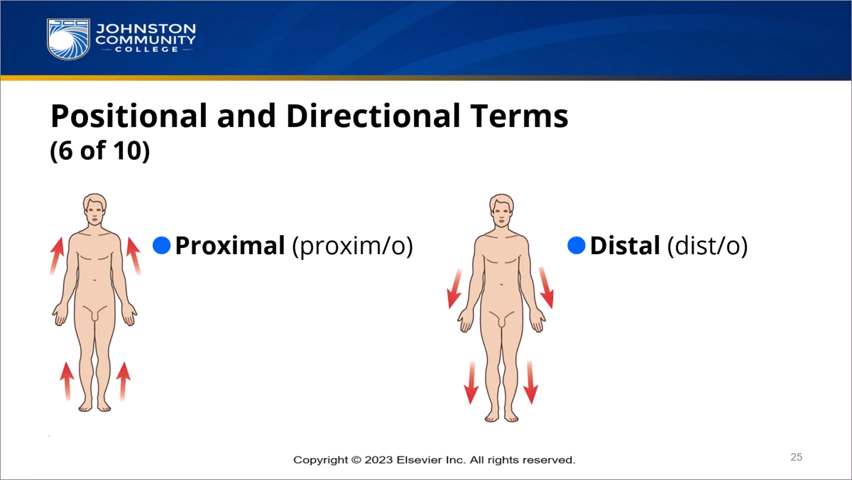 JOHNSTON
COMMUNITY
COLLEGE
Positional and Directional Terms
(6 of 10)
Proximal (proxim/o)
Distal (dist/o)
Copyright © 2023 Elsevier Inc. All rights reserved.
25